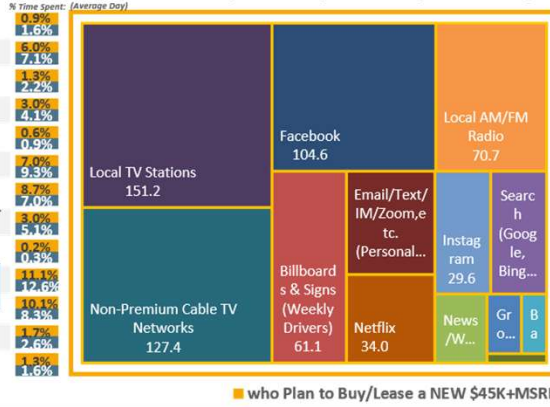 % Time Spent: (Average Day)
0.9%
1.6%
6.0%
7.1%
1.3%
2.2%
3.0%
4.1%
0.6%
0.9%
7.0%
9.3%
8.7%
7.0%
3.0%
5.1%
0.2%
0.3%
11.1%
12.6%
10.1%
8.3%
1.7%
2.6%
1.3%
1.6%
Local TV Stations
151.2
Non-Premium Cable TV
Networks
127.4
Facebook
104.6
Local AM/FM
Radio
70.7
Billboard
s & Signs
(Weekly
Drivers)
61.1
Email/Text/
IM/Zoom,e
tc.
(Personal...
Netflix
34.0
Instag
ram
29.6
Searc
h
(Goog
le,
Bing...
News
/W...
Gr
o...
B
a
who Plan to Buy/Lease a NEW $45K+MSR